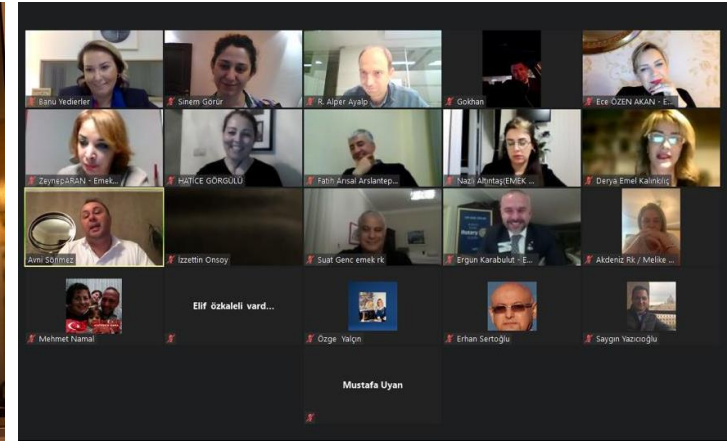 Banu Yedierler
Sinem Görür
R. Alper Ayalp
Gokhan
Ece ÖZEN AKAN - E...
ZeynepARAN - Emek...
HATİCE GÖRGÜLÜ
Fatih Arısal Arslantep...
Nazlı Altıntaş(EMEK ...
Derya Emel Kalınkılıç
Avni Sönmez
İzzettin Onsoy
Suat Genc emek rk
Rotary
Ergun Karabulut - E...
Akdeniz Rk / Melike ...
Mehmet Namal
Elif özkaleli vard...
Özge Yalçın
Erhan Sertoğlu
Saygın Yazıcıoğlu
Mustafa Uyan